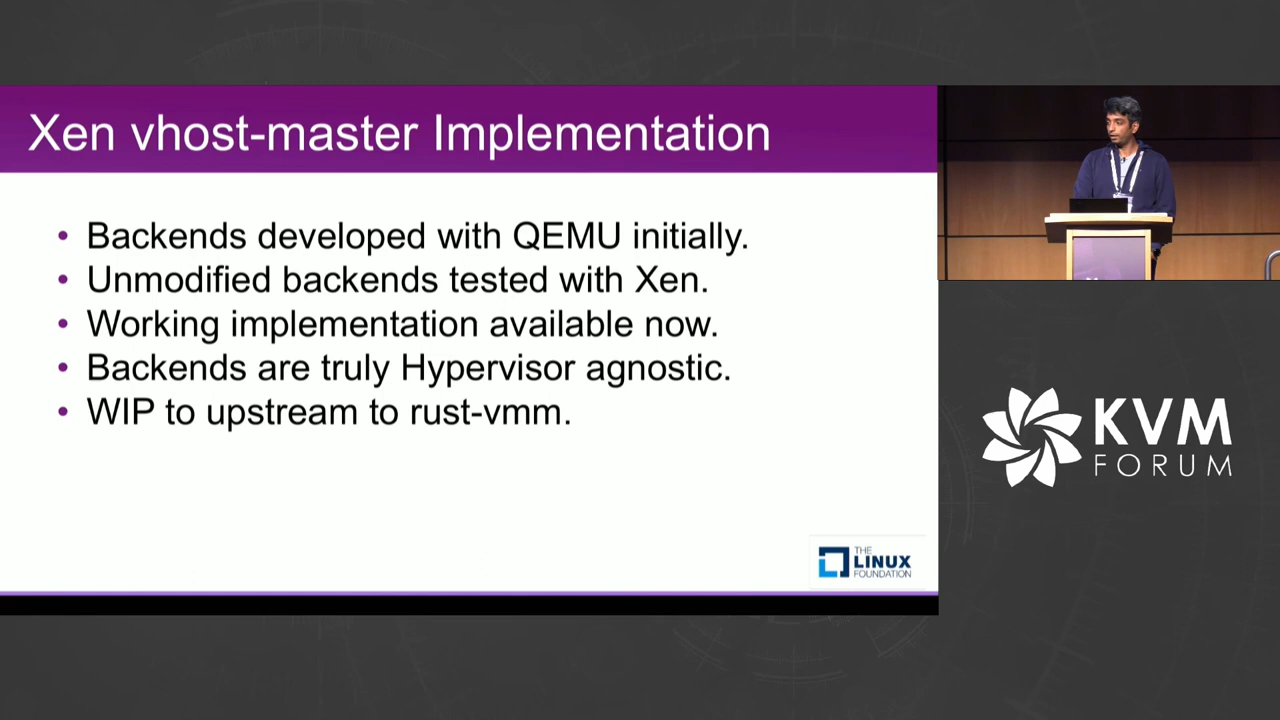 Xen vhost-master Implementation
• Backends developed with QEMU initially.
• Unmodified backends tested with Xen.
• Working implementation available now.
• Backends are truly Hypervisor agnostic.
• WIP to upstream to rust-vmm.
THE
LINUX
FOUNDATION
KVM
FORUM